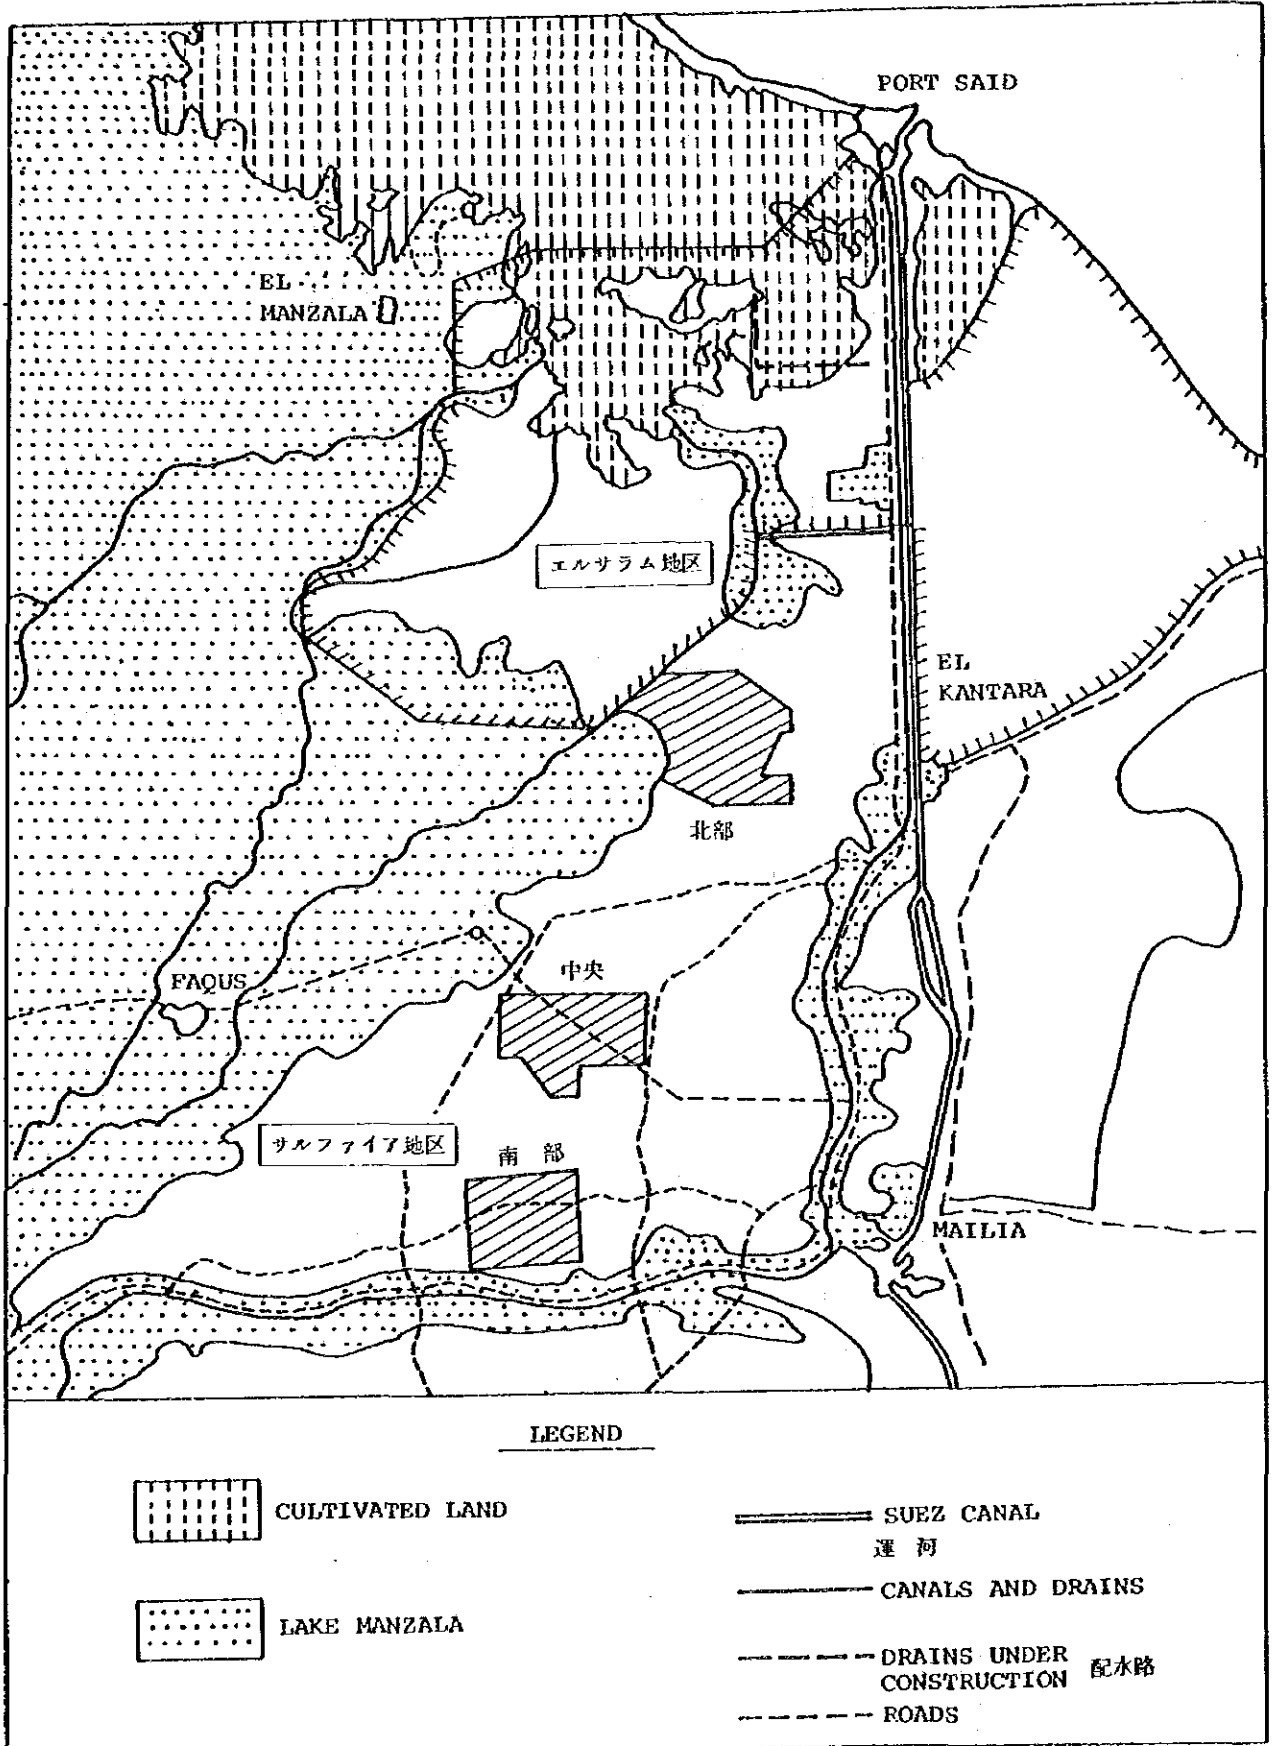 PORT SAID
EL
MANZALA
エルサラム地区
EL
KANTARA
北部
FAQUS
中央
サルファイア地区
南部
MAILIA
LEGEND
CULTIVATED LAND
LAKE MANZALA
SUEZ CANAL
運河
CANALS AND DRAINS
DRAINS UNDER
CONSTRUCTION 配水路
ROADS